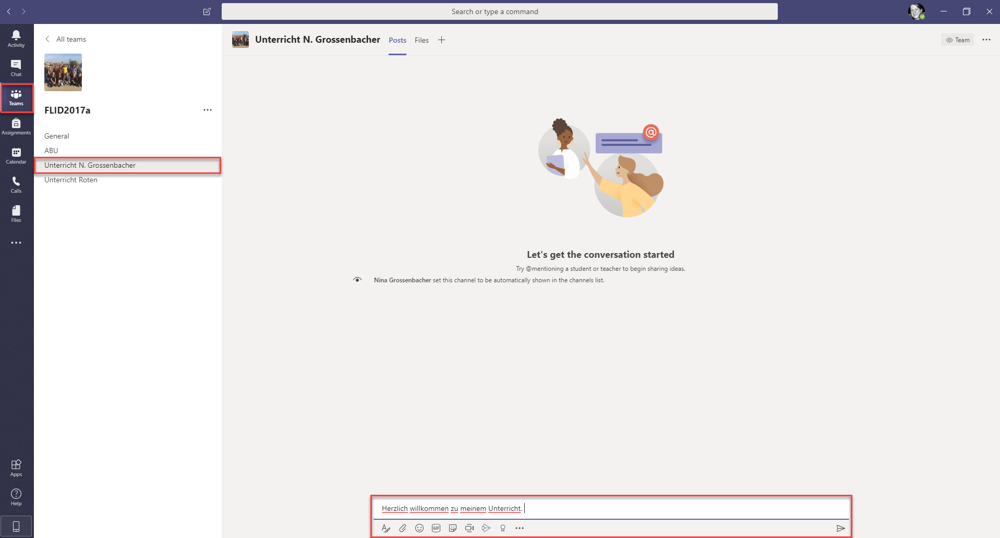 Search or type a command
Activity
Chat
Teams
Assignments
Calendar
Calls
Files
Apps
Help
All teams
FLID2017a
General
ABU
Unterricht N. Grossenbacher
Unterricht Roten
Unterricht N. Grossenbacher Posts Files
Team
@
Let's get the conversation started
Try @mentioning a student or teacher to begin sharing ideas.
Nina Grossenbacher set this channel to be automatically shown in the channels list.
Herzlich willkommen zu meinem Unterricht.
GIF